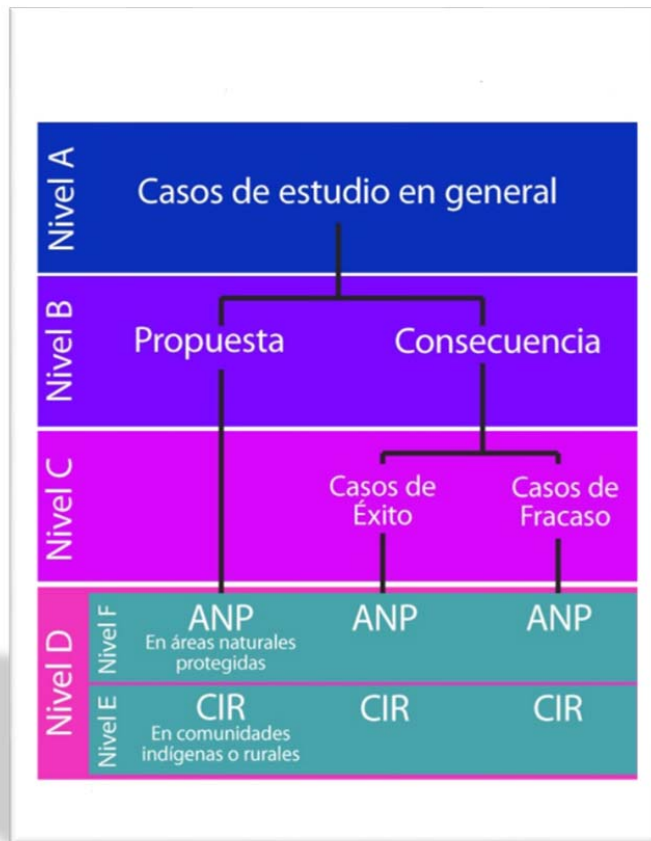 Nivel A
Casos de estudio en general
Nivel B
Propuesta
Consecuencia
Nivel C
Casos de
Éxito
Casos de
Fracaso
Nivel D
Nivel F
ANP
En áreas naturales
protegidas
ANP
ANP
Nivel E
CIR
En comunidades
indígenas o rurales
CIR
CIR